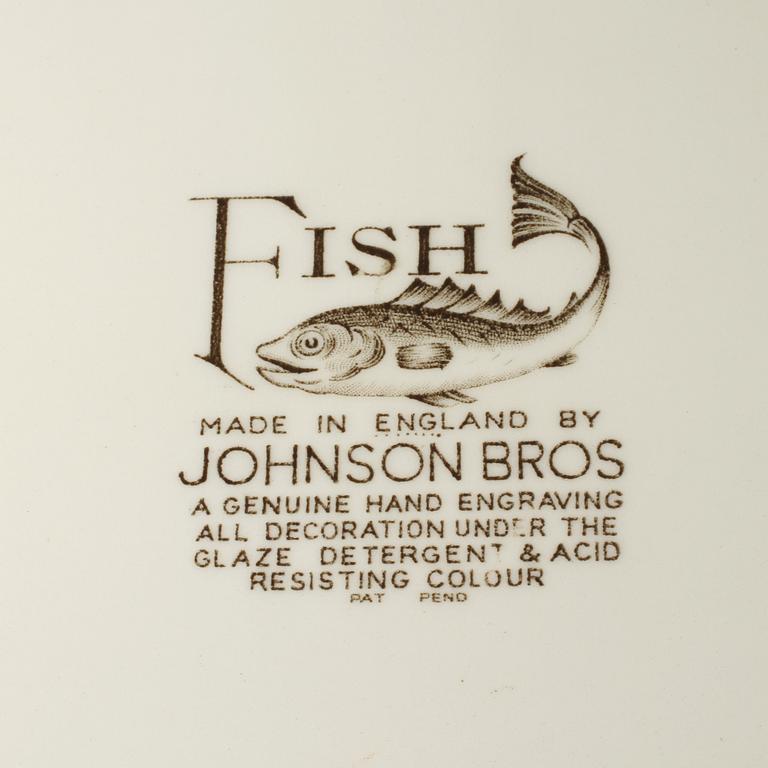 FISH
MADE IN ENGLAND BY
JOHNSON BROS
A GENUINE HAND ENGRAVING
ALL DECORATION UNDER THE
GLAZE DETERGENT & ACID
RESISTING COLOUR
PAT PEND